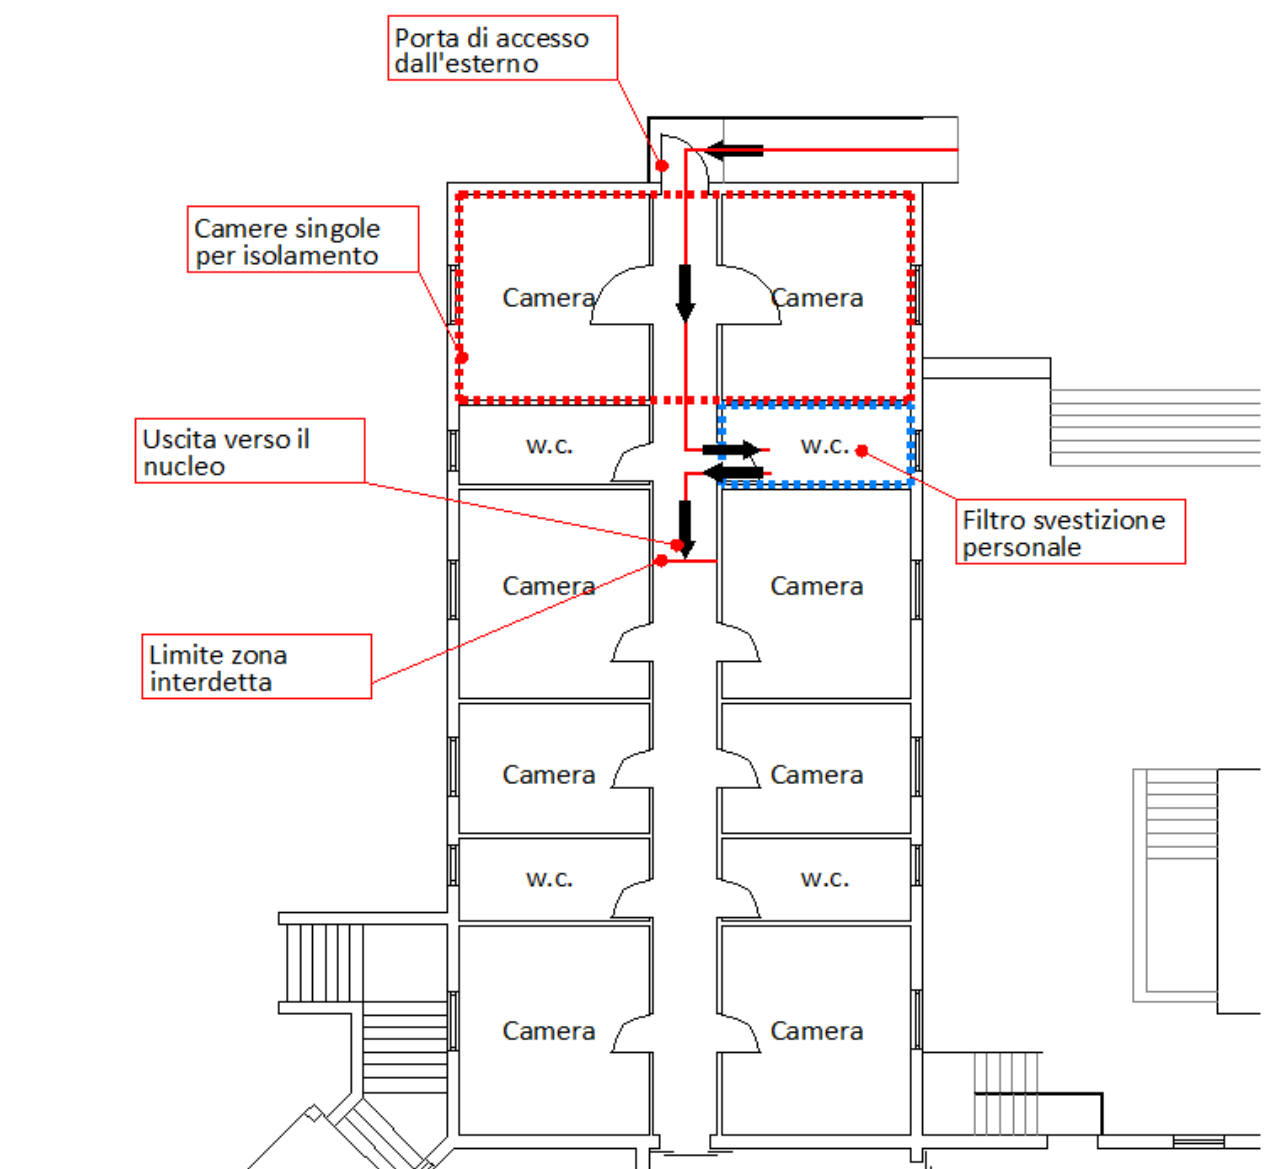 Porta di accesso
dall'esterno
Camere singole
per isolamento
Camera
Camera
Uscita verso il
nucleo
w.c.
w.c.
Filtro svestizione
personale
Camera
Camera
Limite zona
interdetta
Camera
Camera
w.c.
w.c.
Camera
Camera